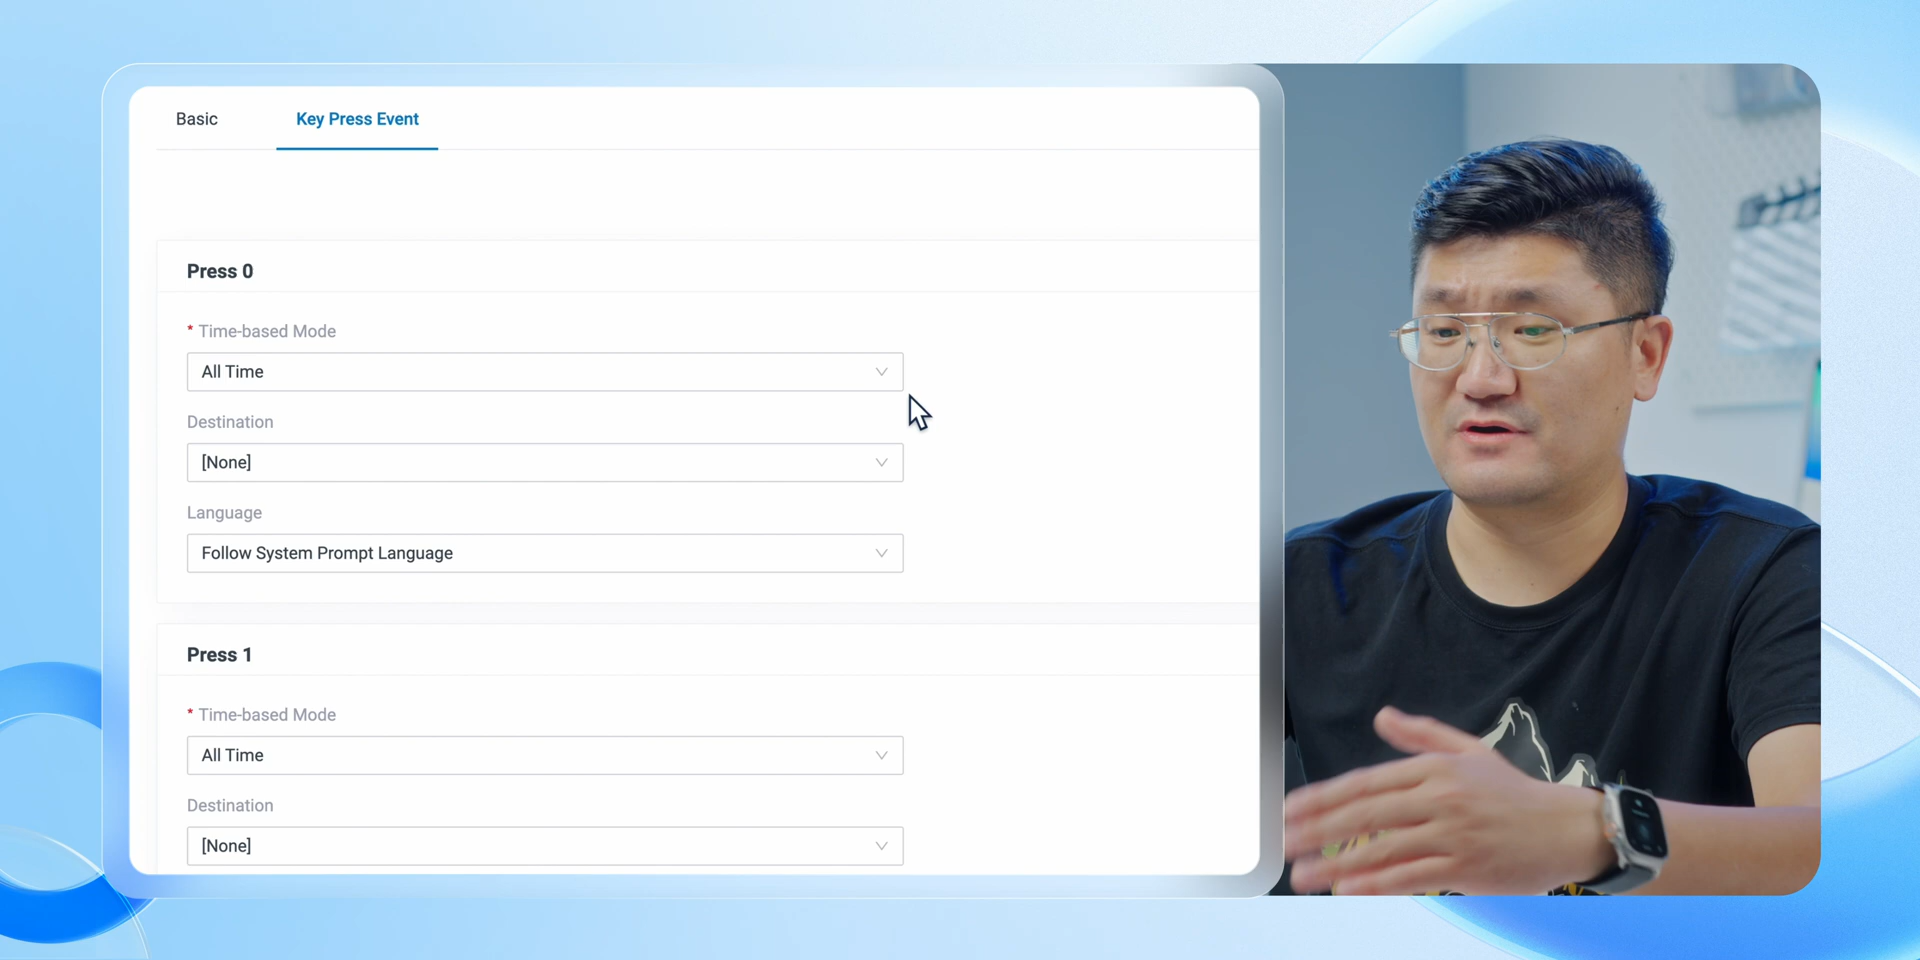 Basic
Key Press Event
Press 0
* Time-based Mode
All Time
Destination
[None]
Language
Follow System Prompt Language
Press 1
* Time-based Mode
All Time
Destination
[None]